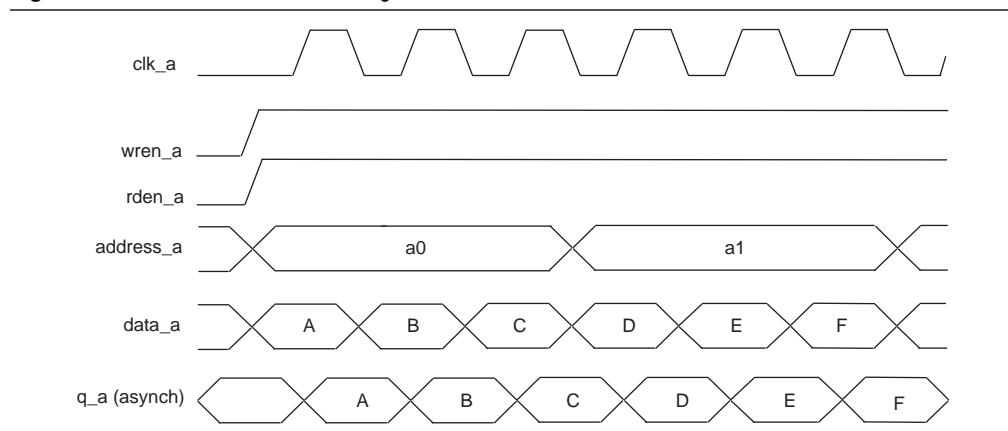 clk_a
wren_a
rden_a
address_a a0 a1
data_a A B C D E F
q_a (asynch) A B C D E F